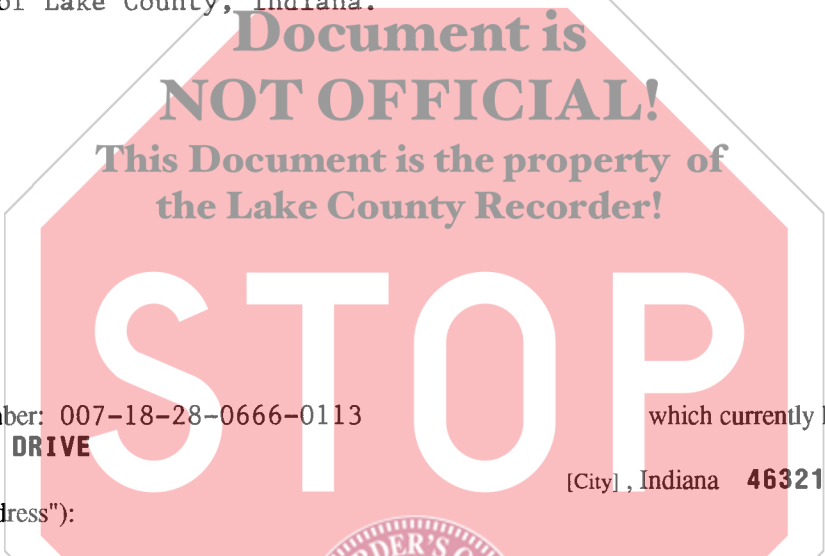 of Lake County, Indiana.
Document is
NOT OFFICIAL!
This Document is the property of
the Lake County Recorder!
STOP
ber: 007-18-28-0666-0113 which currently
DRIVE
[City] , Indiana 46321
dress"):
RDER'S